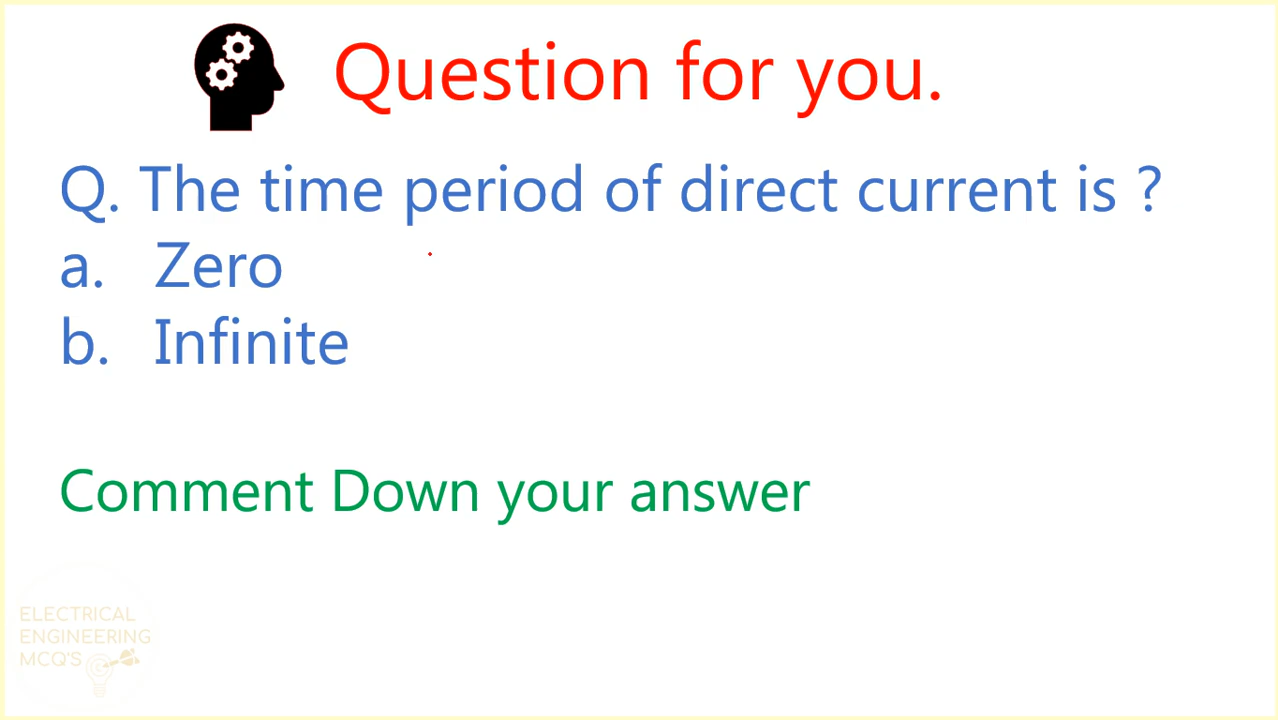 Question for you.
Q. The time period of direct current is ?
a. Zero
b. Infinite
Comment Down your answer
ELECTRICAL
ENGINEERING
MCQ'S